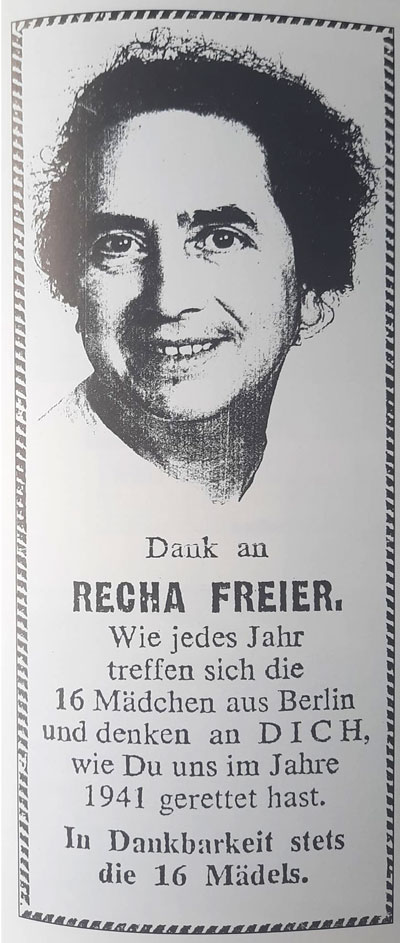 Dank an
RECHA FREIER.
Wie jedes Jahr
treffen sich die
16 Mädchen aus Berlin
und denken an DICH,
wie Du uns im Jahre
1941 gerettet hast.
In Dankbarkeit stets
die 16 Mädels.